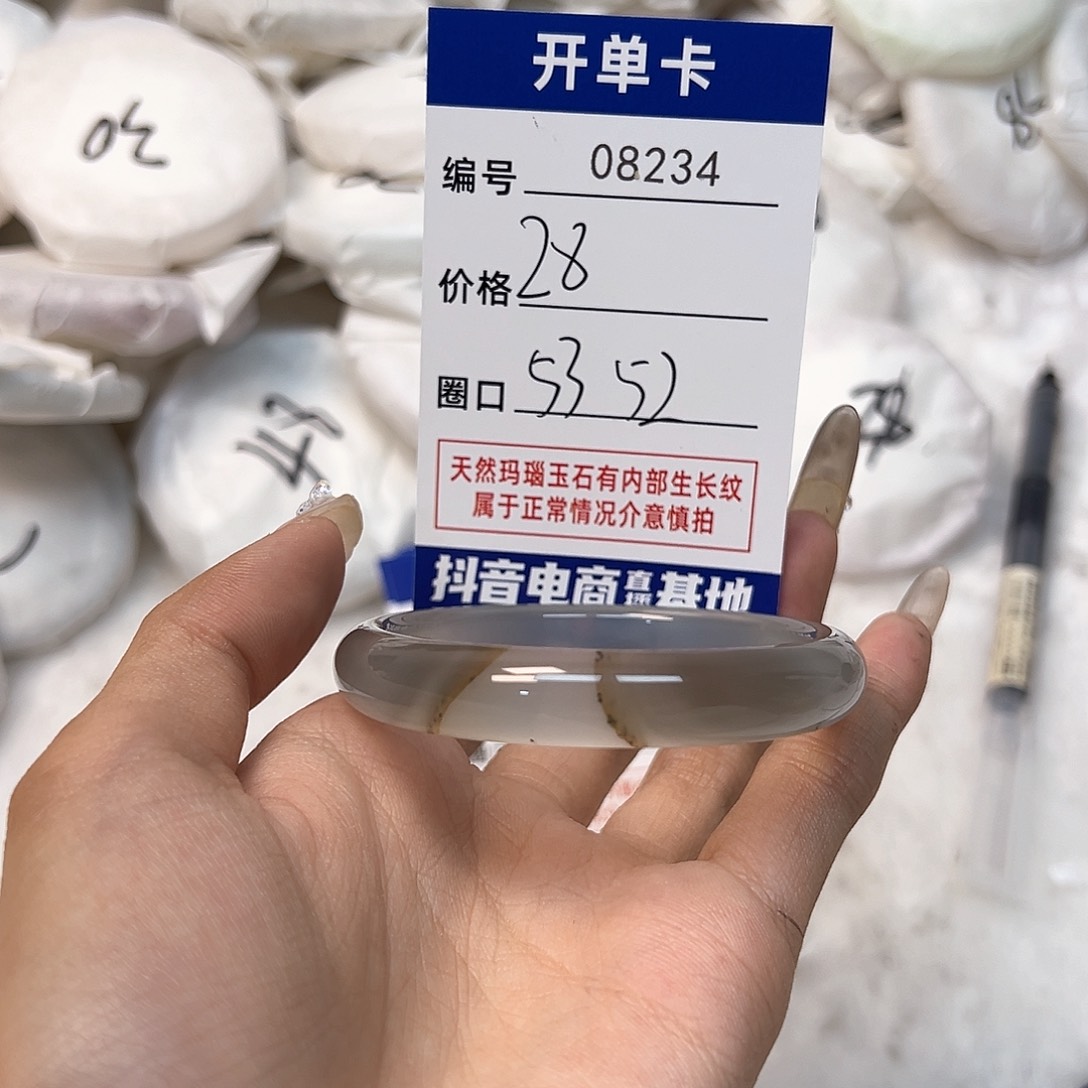 开单卡
编号 08234
价格 28
圈口 53 52
天然玛瑙玉石有内部生长纹
属于正常情况介意慎拍
抖音电商直播基地